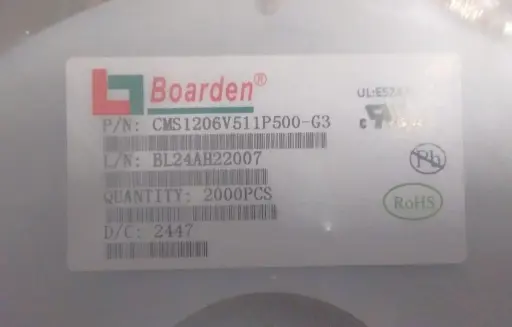 Boarden®
P/N: CMS1206V511P500-G3
L/N: BL24AH22007
QUANTITY: 2000PCS
D/C: 2447
c
Pb
RoHS